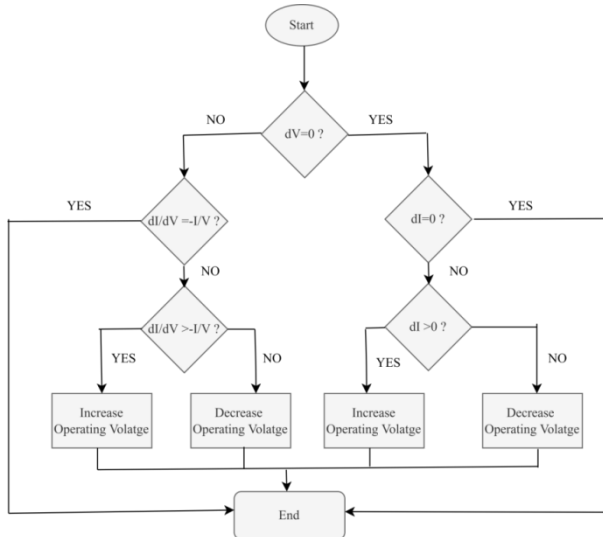 Start
dV=0 ?
NO
YES
dI/dV =-I/V ?
YES
NO
dI=0 ?
YES
NO
dI/dV >-I/V ?
YES
NO
dI >0 ?
YES
NO
Increase
Operating Volatge
Decrease
Operating Volatge
Increase
Operating Volatge
Decrease
Operating Volatge
End